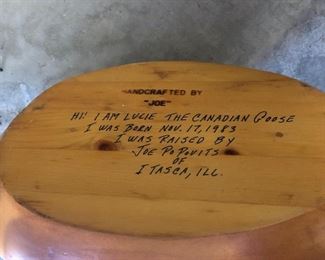 HANDCRAFTED BY
"JOE"
HI! I AM LUCIE THE CANADIAN GOOSE
I WAS BORN NOV. 17, 1983
I WAS RAISED BY
JOE POPOVITS
OF
ITASCA, ILL.